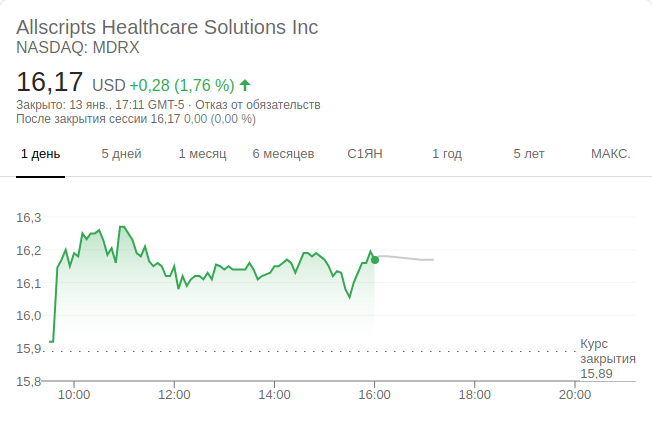 Allscripts Healthcare Solutions Inc
NASDAQ: MDRX
16,17 USD +0,28 (1,76 %)
Закрыто: 13 янв., 17:11 GMT-5 · Отказ от обязательств
После закрытия сессии 16,17 0,00 (0,00 %)
1 день 5 дней 1 месяц 6 месяцев С1ЯН 1 год 5 лет МАКС.
16,3
16,2
16,1
16,0
15,9
15,8
Курс
закрытия
15,89
10:00 12:00 14:00 16:00 18:00 20:00